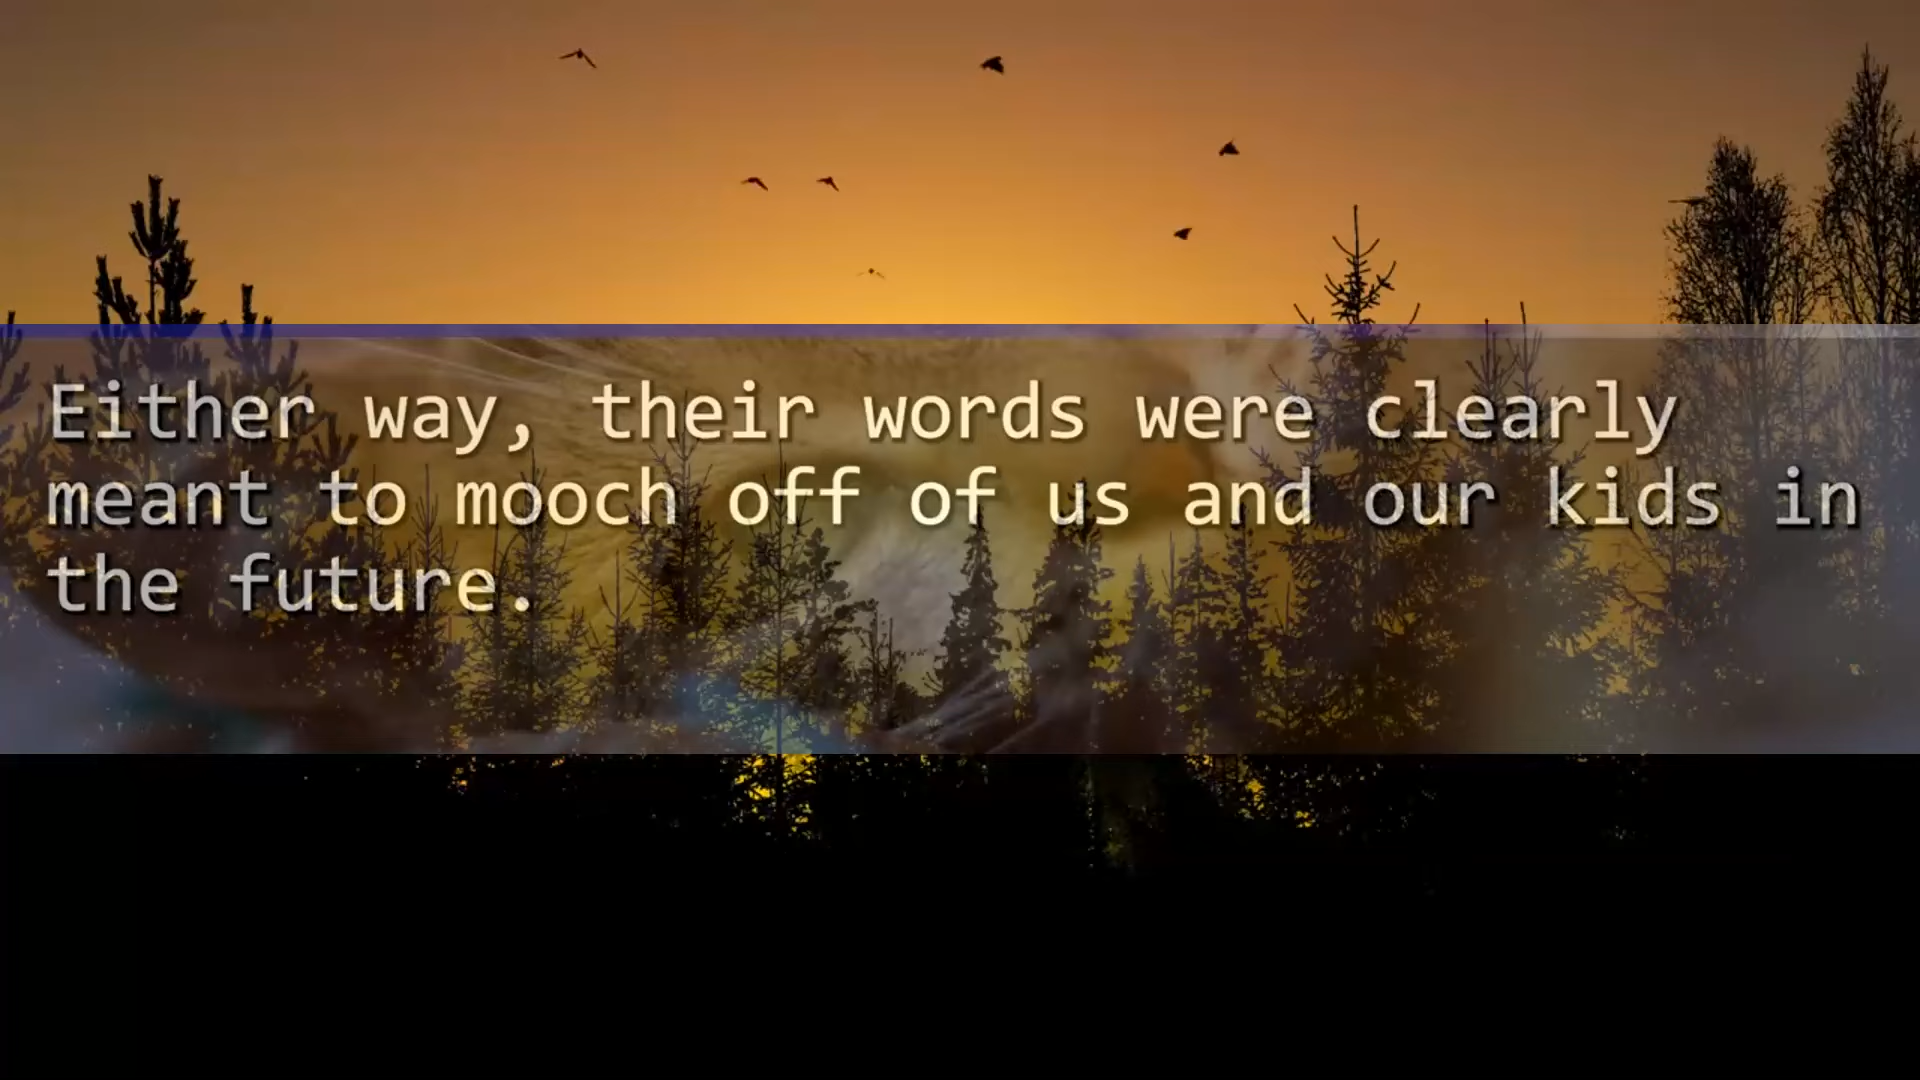 Either way, their words were clearly
meant to mooch off of us and our kids in
the future.